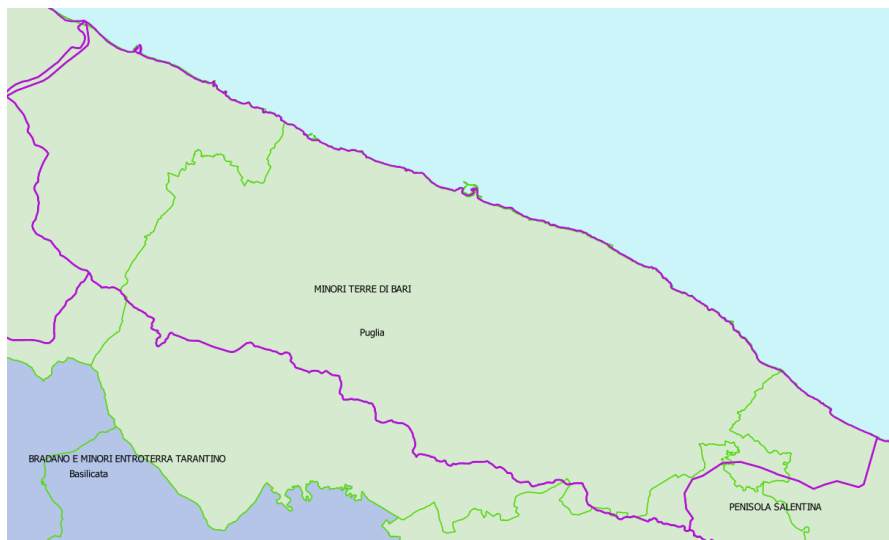 MINORI TERRE DI BARI
Puglia
BRADANO E MINORI ENTROTERRA TARANTINO
Basilicata
PENISOLA SALENTINA